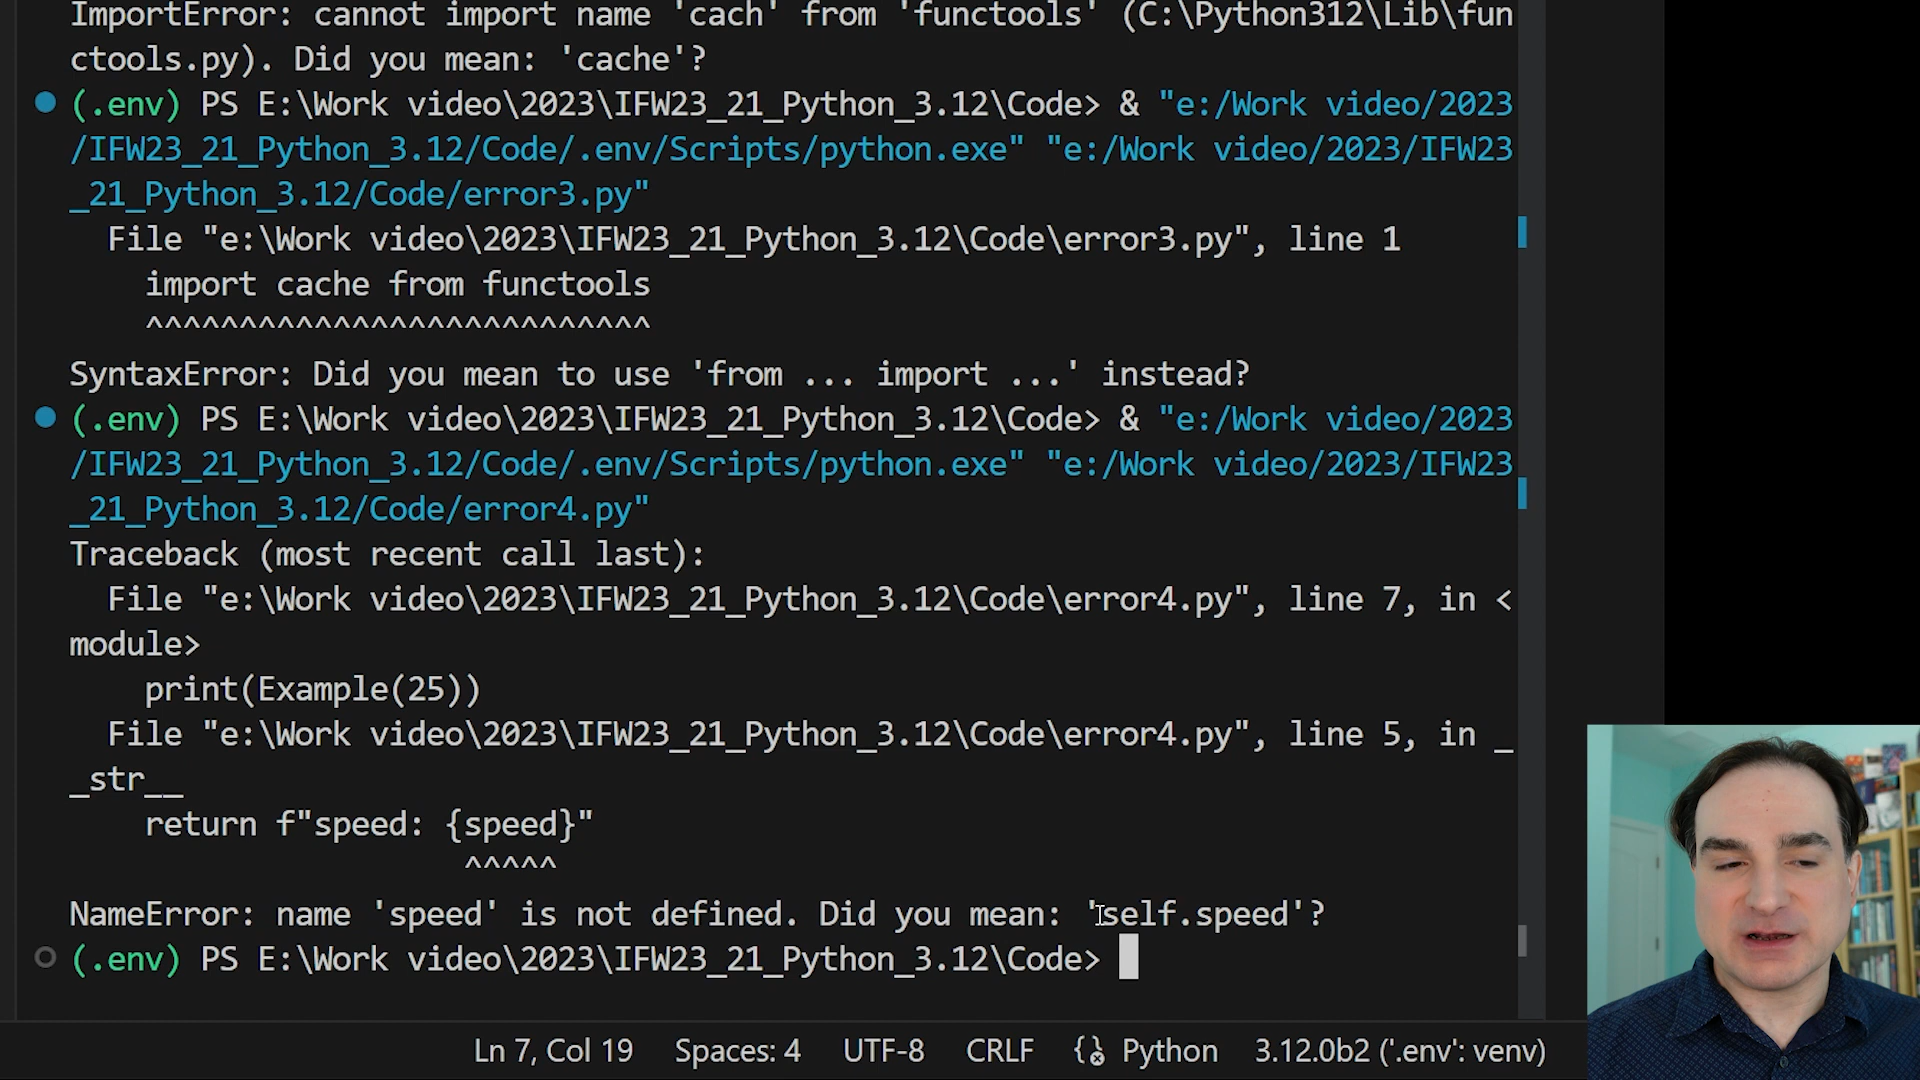 ImportError: cannot import name 'cach' from 'functools' (C:\Python312\Lib\fun
ctools.py). Did you mean: 'cache'?
(.env) PS E:\Work video\2023\IFW23_21_Python_3.12\Code> & "e:/Work video/2023
/IFW23_21_Python_3.12/Code/.env/Scripts/python.exe" "e:/Work video/2023/IFW23
_21_Python_3.12/Code/error3.py"
File "e:\Work video\2023\IFW23_21_Python_3.12\Code\error3.py", line 1
import cache from functools
^^^^^^^^^^^^^^^^^^^^^^^^^^^
SyntaxError: Did you mean to use 'from ... import ...' instead?
(.env) PS E:\Work video\2023\IFW23_21_Python_3.12\Code> & "e:/Work video/2023
/IFW23_21_Python_3.12/Code/.env/Scripts/python.exe" "e:/Work video/2023/IFW23
_21_Python_3.12/Code/error4.py"
Traceback (most recent call last):
File "e:\Work video\2023\IFW23_21_Python_3.12\Code\error4.py", line 7, in <
module>
print(Example(25))
File "e:\Work video\2023\IFW23_21_Python_3.12\Code\error4.py", line 5, in _
_str__
return f"speed: {speed}"
^^^^^
NameError: name 'speed' is not defined. Did you mean: 'self.speed'?
(.env) PS E:\Work video\2023\IFW23_21_Python_3.12\Code>
Ln 7, Col 19 Spaces: 4 UTF-8 CRLF {} Python 3.12.0b2 ('.env': venv)